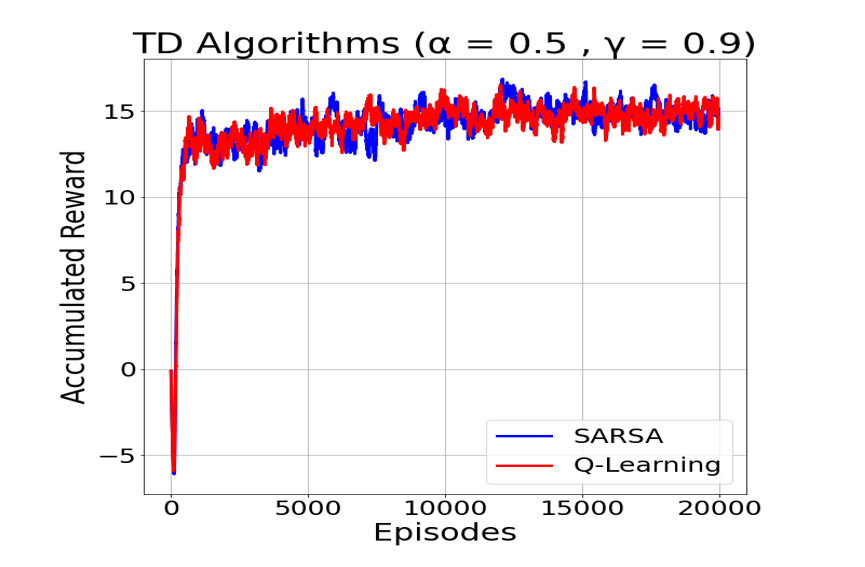 TD Algorithms (α = 0.5 , γ = 0.9)
Accumulated Reward
15
10
5
0
−5
SARSA
Q-Learning
0 5000 10000 15000 20000
Episodes